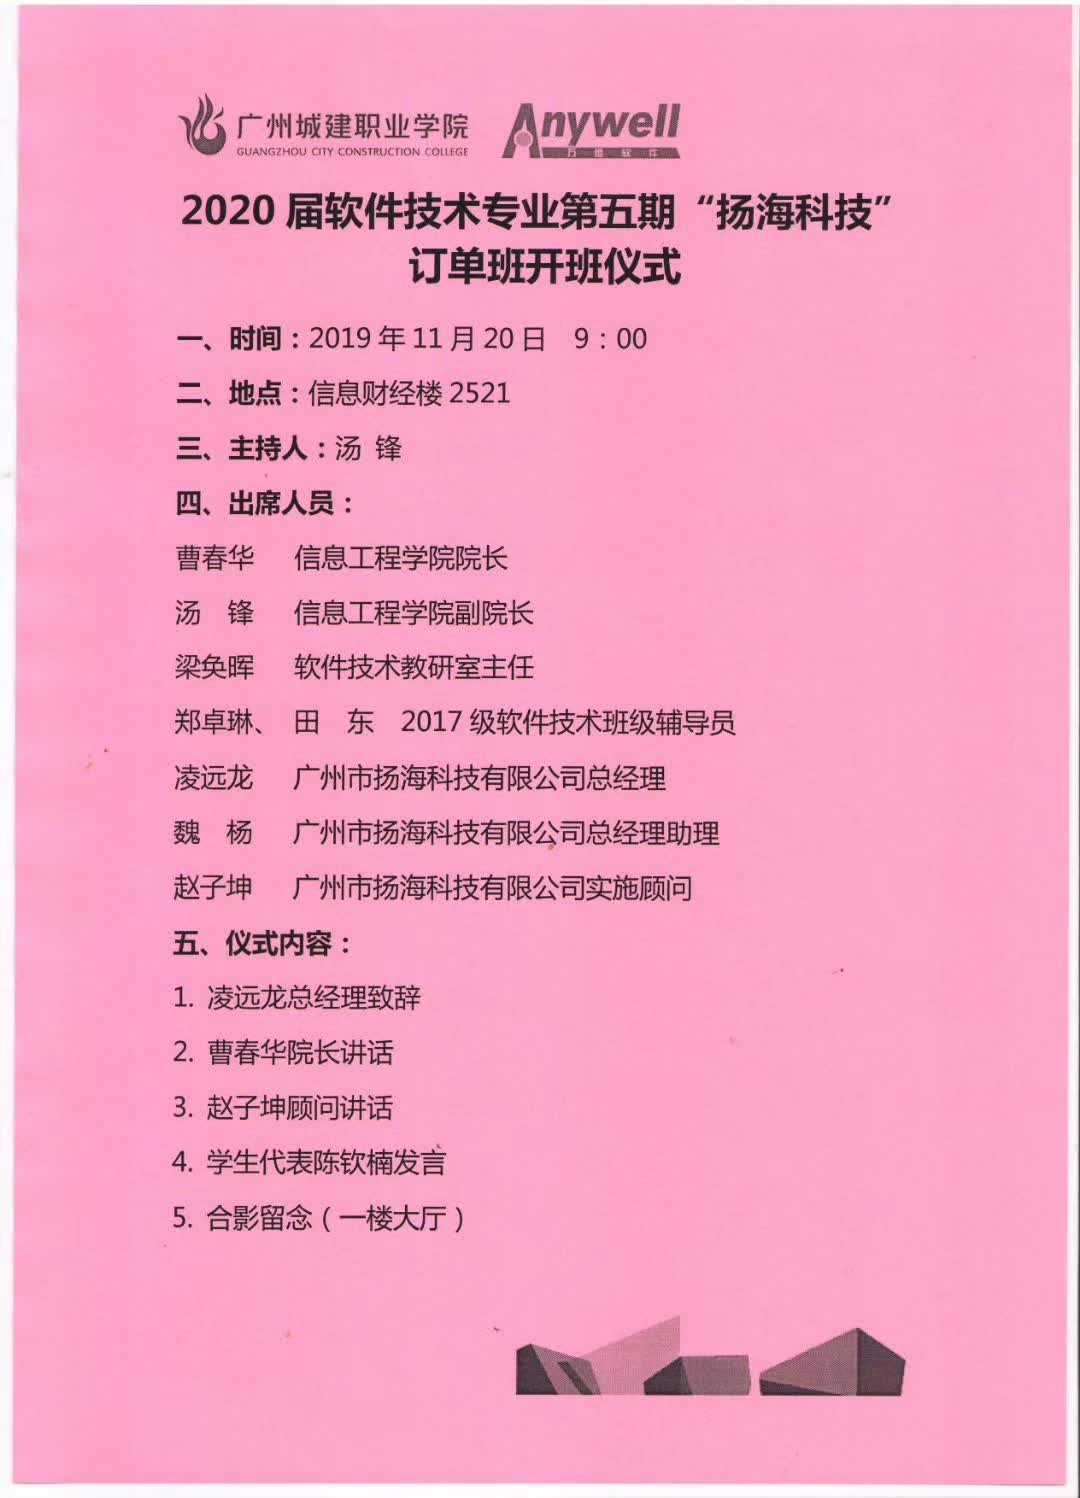 广州城建职业学院
GUANGZHOU CITY CONSTRUCTION COLLEGE
Anywell
万维软件
2020 届软件技术专业第五期“扬海科技”
订单班开班仪式
一、时间：2019 年 11 月 20 日 9：00
二、地点：信息财经楼 2521
三、主持人：汤 锋
四、出席人员：
曹春华 信息工程学院院长
汤 锋 信息工程学院副院长
梁奂晖 软件技术教研室主任
郑卓琳、 田 东 2017 级软件技术班级辅导员
凌远龙 广州市扬海科技有限公司总经理
魏 杨 广州市扬海科技有限公司总经理助理
赵子坤 广州市扬海科技有限公司实施顾问
五、仪式内容：
1. 凌远龙总经理致辞
2. 曹春华院长讲话
3. 赵子坤顾问讲话
4. 学生代表陈钦楠发言
5. 合影留念（一楼大厅）